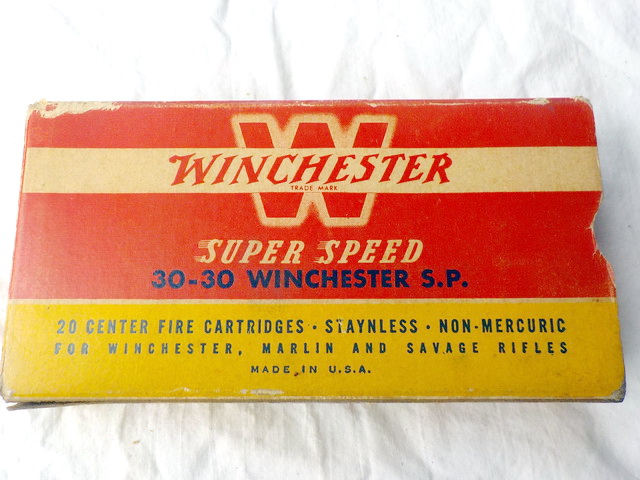 WINCHESTER
TRADE MARK
SUPER SPEED
30-30 WINCHESTER S.P.
20 CENTER FIRE CARTRIDGES · STAYNLESS · NON-MERCURIC
FOR WINCHESTER, MARLIN AND SAVAGE RIFLES
MADE IN U.S.A.